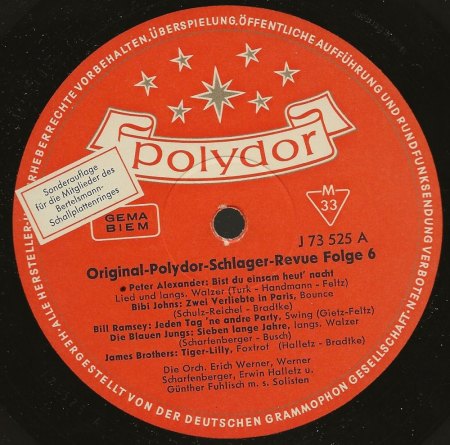 • ALLE HERSTELLER- UND URHEBERRECHTE VORBEHALTEN. ÜBERSPIELUNG, ÖFFENTLICHE AUFFÜHRUNG UND RUNDFUNKSENDUNG VERBOTEN.
polydor
Sonderauflage
für die Mitglieder des
Bertelsmann-
Schallplattenringes
GEMA
BIEM
M
33
J 73 525 A
Original-Polydor-Schlager-Revue Folge 6
Peter Alexander: Bist du einsam heut' nacht
Lied und langs. Walzer (Turk - Handmann - Feltz)
Bibi Johns: Zwei Verliebte in Paris, Bounce
(Schulz-Reichel - Bradtke)
Bill Ramsey: Jeden Tag 'ne andre Party, Swing (Gietz-Feltz)
Die Blauen Jungs: Sieben lange Jahre, langs. Walzer
(Scharfenberger - Busch)
James Brothers: Tiger-Lilly, Foxtrot (Halletz - Bradtke)
Die Orch. Erich Werner, Werner
Scharfenberger, Erwin Halletz u.
Günter Fuhlisch m. s. Solisten
HERGESTELLT VON DER DEUTSCHEN GRAMMOPHON GESELLSCHAFT